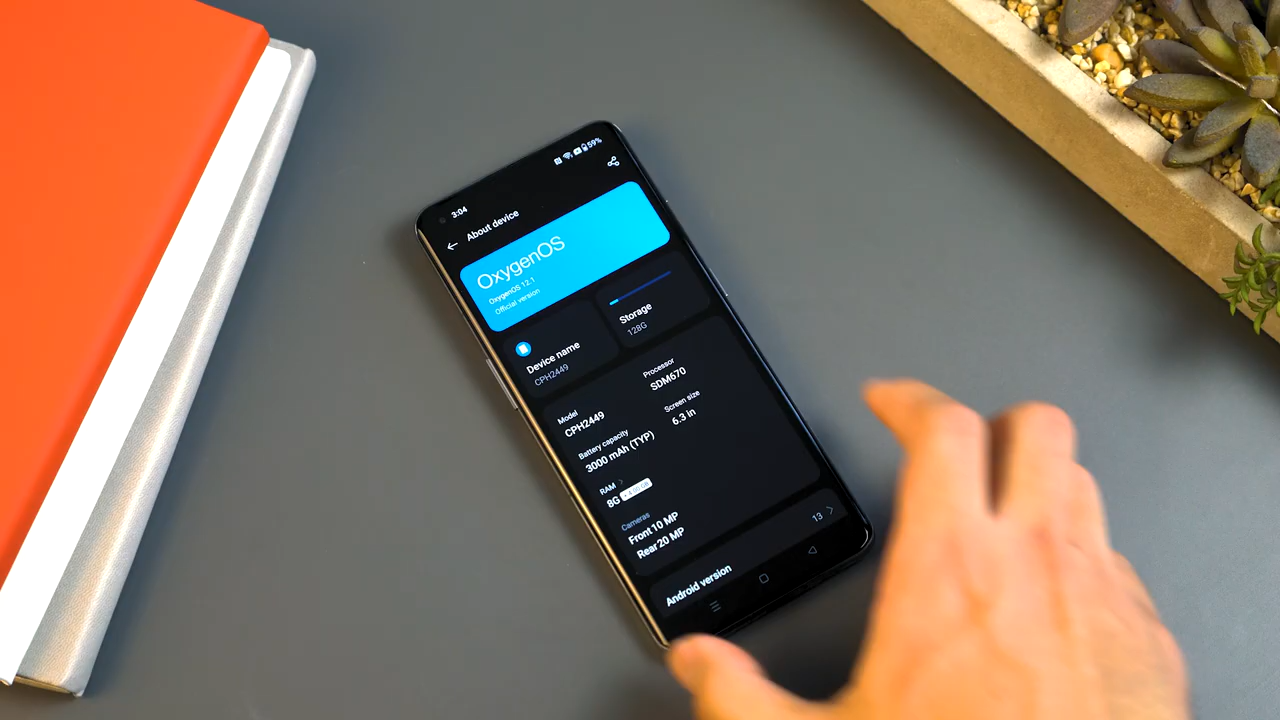 59%
3:04
About device
OxygenOS
OxygenOS 12.1
Official version
Device name
CPH2449
Storage
128G
Model
CPH2449
Processor
SDM670
Battery capacity
3000 mAh (TYP)
Screen size
6.3 in
RAM
8G
Cameras
Front 10 MP
Rear 20 MP
Android version
13